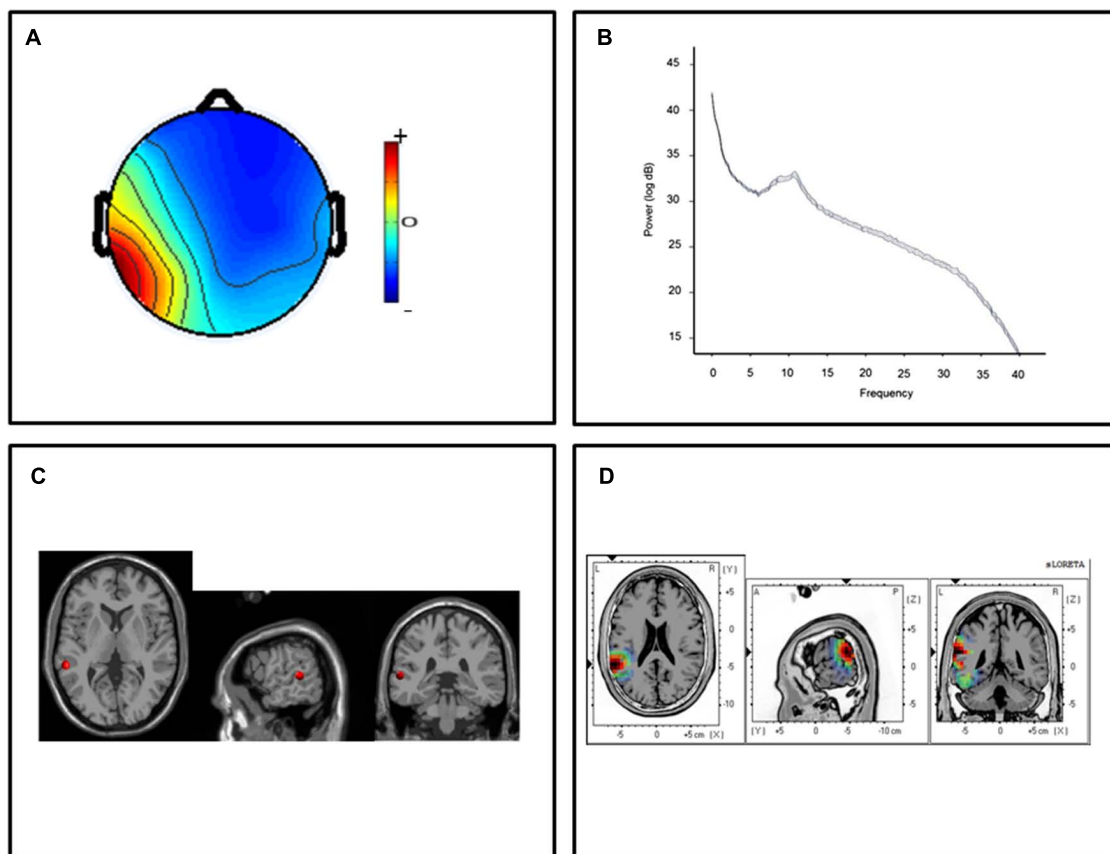 A
+
0
-
B
45
40
35
30
25
20
15
Power (log dB)
0 5 10 15 20 25 30 35 40
Frequency
C
D
sLORETA
L R (Y)
+5
0
-5
-10
-5 0 +5 cm (X)
A P (Z)
+5
0
-5
(Y) +5 0 -5 -10 cm
L R (Z)
+5
0
-5
-5 0 +5 cm (X)